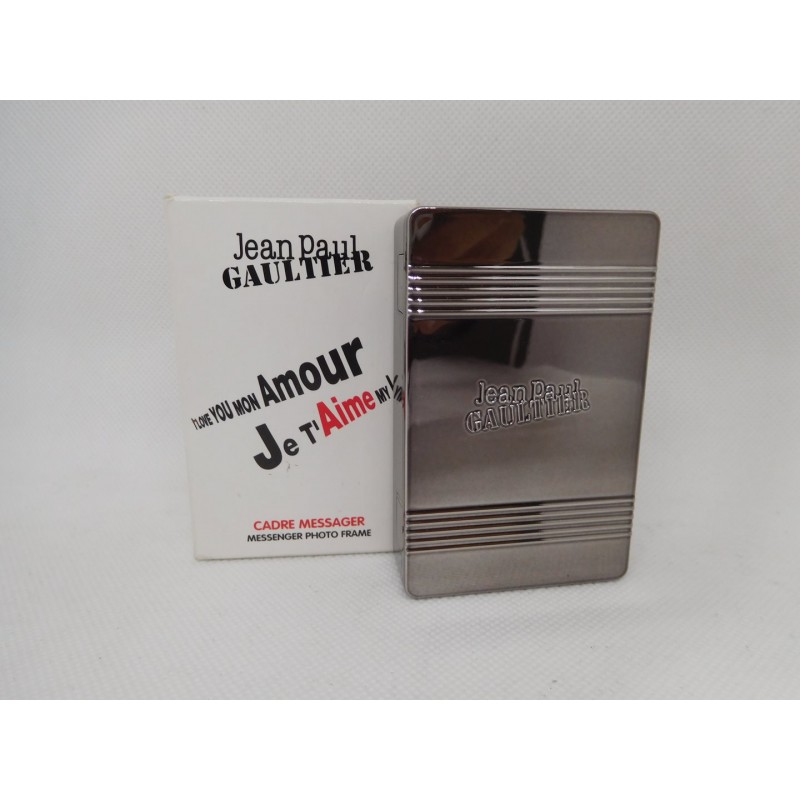 Jean Paul
GAULTIER
I LOVE YOU MON Amour
Je T'Aime MY
CADRE MESSAGER
MESSENGER PHOTO FRAME
Jean Paul
GAULTIER